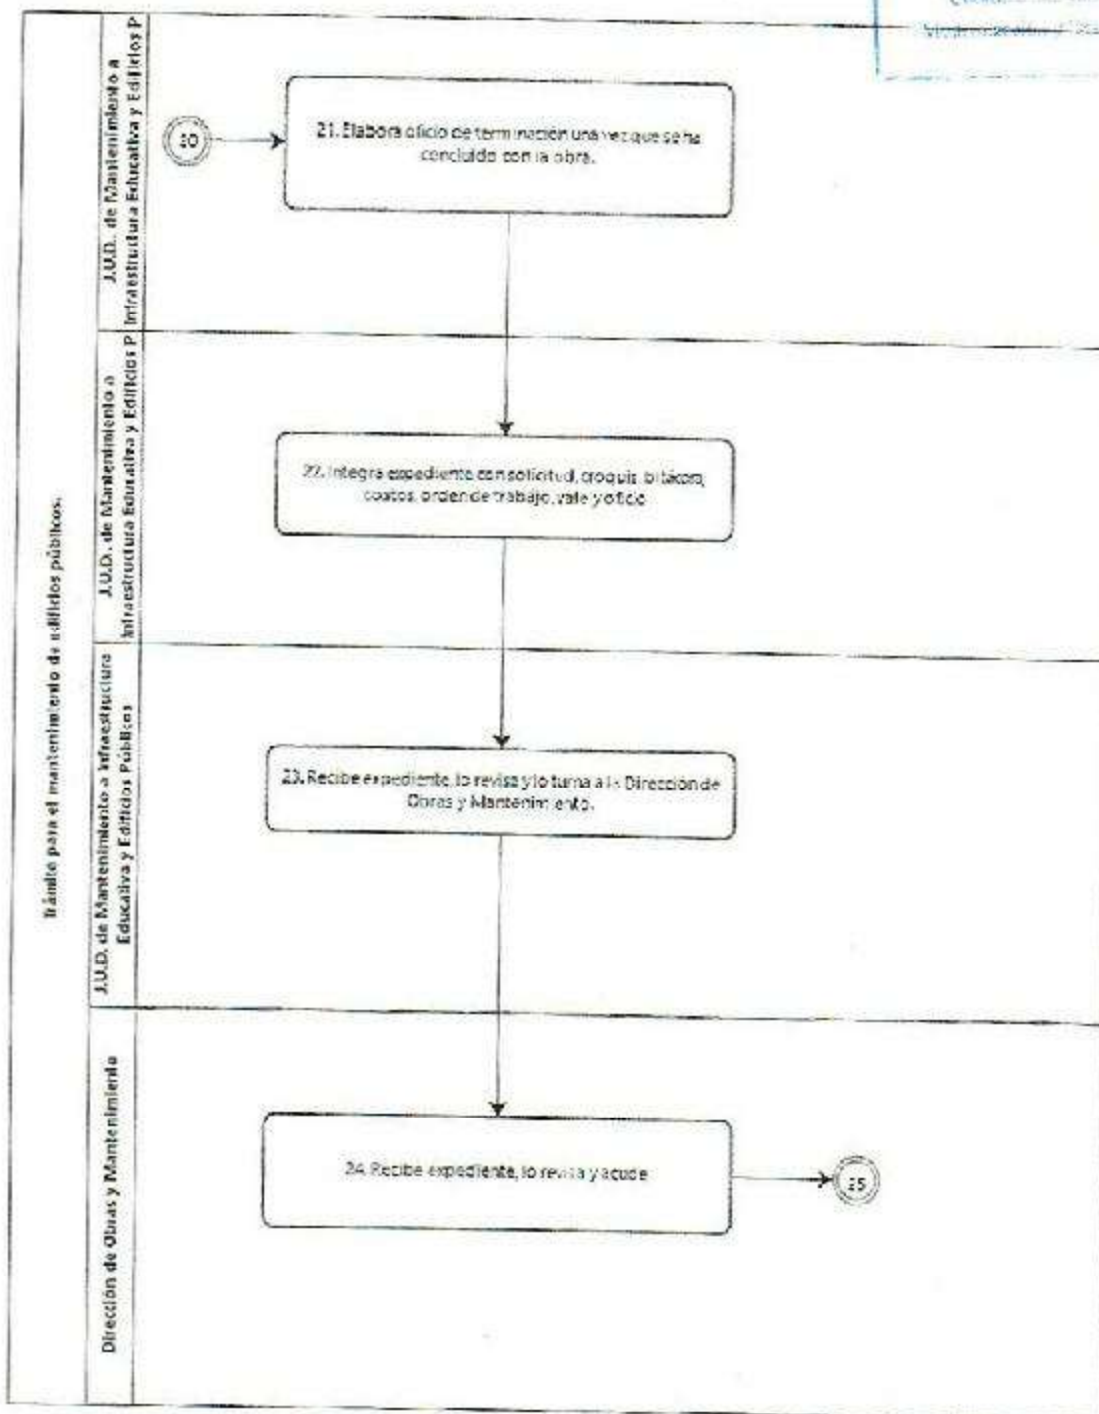 Trámite para el mantenimiento de edificios públicos.
J.U.D. de Mantenimiento a
Infraestructura Educativa y Edificios P
20
21. Elabora oficio de terminación una vez que se ha
concluido con la obra.
J.U.D. de Mantenimiento a
Infraestructura Educativa y Edificios P
22. Integra expediente con solicitud, croquis, bitácora,
costos, orden de trabajo, vale y oficio
J.U.D. de Mantenimiento a Infraestructura
Educativa y Edificios Públicos
23. Recibe expediente, lo revisa y lo turna a la Dirección de
Obras y Mantenimiento.
Dirección de Obras y Mantenimiento
24. Recibe expediente, lo revisa y acude
25